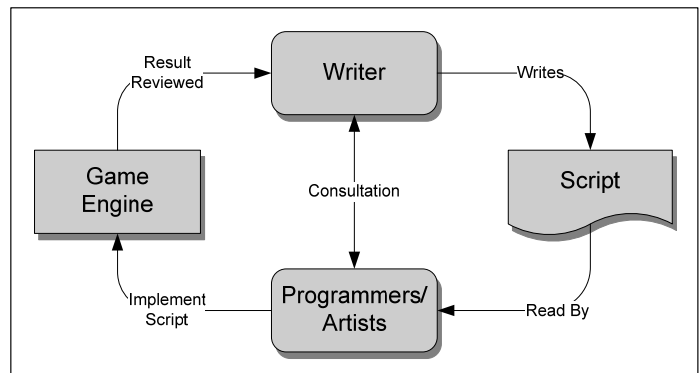 Result
Reviewed
Writer
Writes
Game
Engine
Consultation
Script
Implement
Script
Programmers/
Artists
Read By